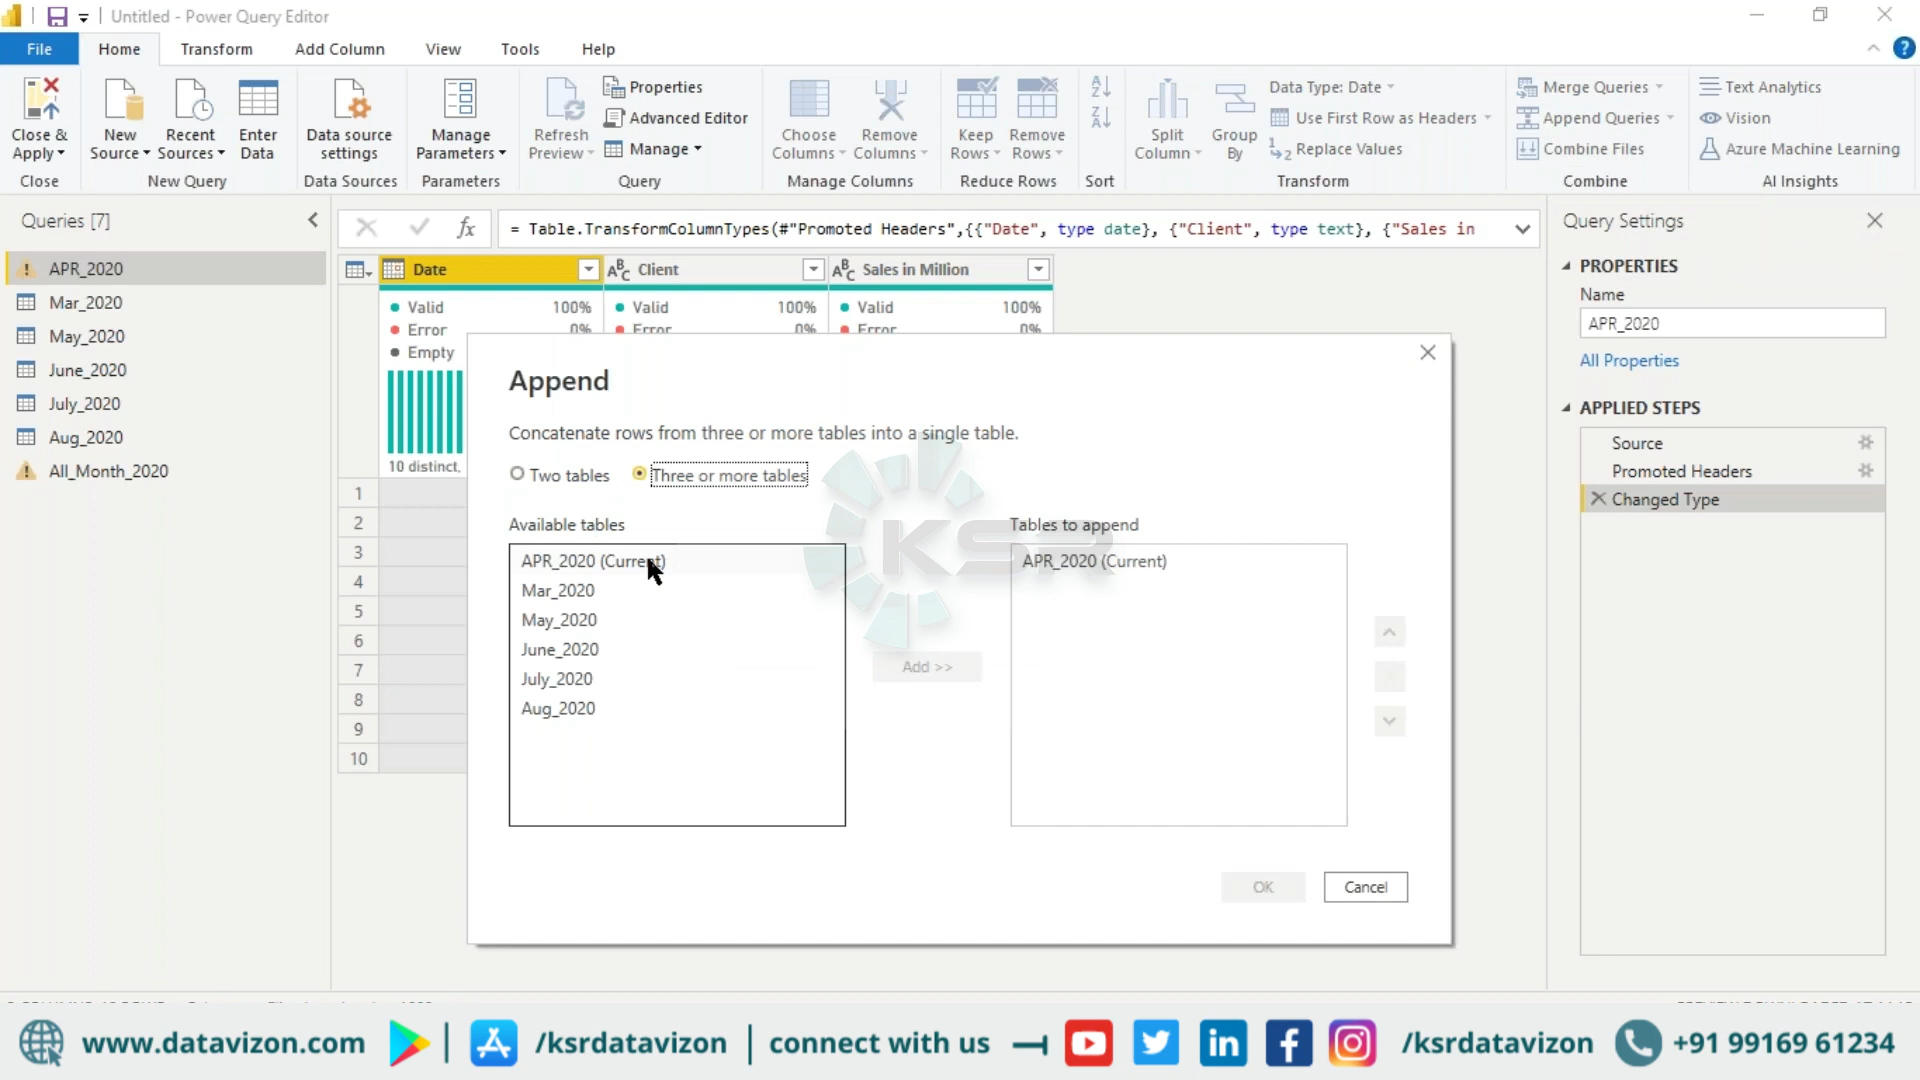 Untitled - Power Query Editor
File Home Transform Add Column View Tools Help
Close & Apply
Close
New Source
Recent Sources
Enter Data
New Query
Data source settings
Data Sources
Manage Parameters
Parameters
Refresh Preview
Properties
Advanced Editor
Manage
Query
Choose Columns
Remove Columns
Manage Columns
Keep Rows
Remove Rows
Reduce Rows
Sort
Split Column
Group By
Data Type: Date
Use First Row as Headers
Replace Values
Transform
Merge Queries
Append Queries
Combine Files
Combine
Text Analytics
Vision
Azure Machine Learning
AI Insights
Queries [7]
APR_2020
Mar_2020
May_2020
June_2020
July_2020
Aug_2020
All_Month_2020
fx = Table.TransformColumnTypes(#"Promoted Headers",{{"Date", type date}, {"Client", type text}, {"Sales in
Date ABC Client ABC Sales in Million
Valid 100% Valid 100% Valid 100%
Error 0% Error 0% Error 0%
Empty
10 distinct,
1
2
3
4
5
6
7
8
9
10
Append
Concatenate rows from three or more tables into a single table.
Two tables Three or more tables
Available tables
APR_2020 (Current)
Mar_2020
May_2020
June_2020
July_2020
Aug_2020
Add >>
Tables to append
APR_2020 (Current)
OK Cancel
KSR
Query Settings
PROPERTIES
Name
APR_2020
All Properties
APPLIED STEPS
Source
Promoted Headers
Changed Type
www.datavizon.com /ksrdatavizon connect with us /ksrdatavizon +91 99169 61234